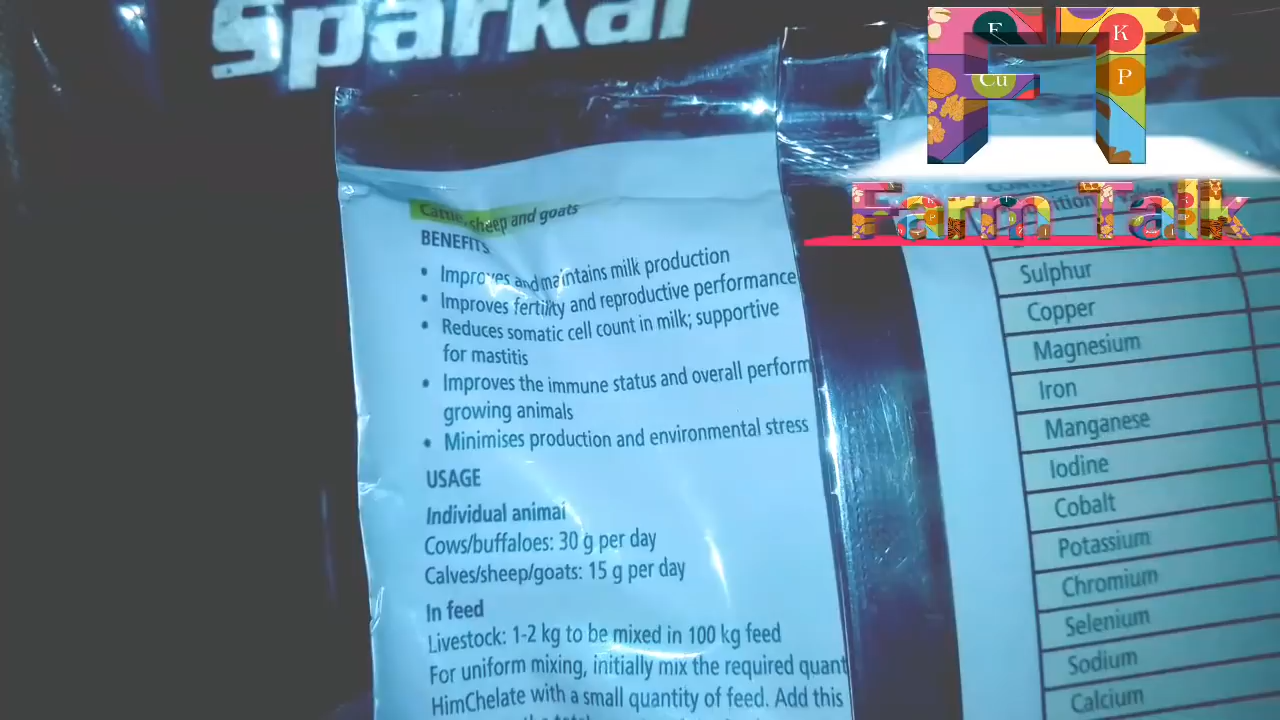 Sparkal
Cattle, sheep and goats
BENEFITS
• Improves and maintains milk production
• Improves fertility and reproductive performance
• Reduces somatic cell count in milk; supportive
for mastitis
• Improves the immune status and overall perform
growing animals
• Minimises production and environmental stress
USAGE
Individual animal
Cows/buffaloes: 30 g per day
Calves/sheep/goats: 15 g per day
In feed
Livestock: 1-2 kg to be mixed in 100 kg feed
For uniform mixing, initially mix the required quant
HimChelate with a small quantity of feed. Add this
FT
K
Cu
P
Farm Talk
Sulphur
Copper
Magnesium
Iron
Manganese
Iodine
Cobalt
Potassium
Chromium
Selenium
Sodium
Calcium